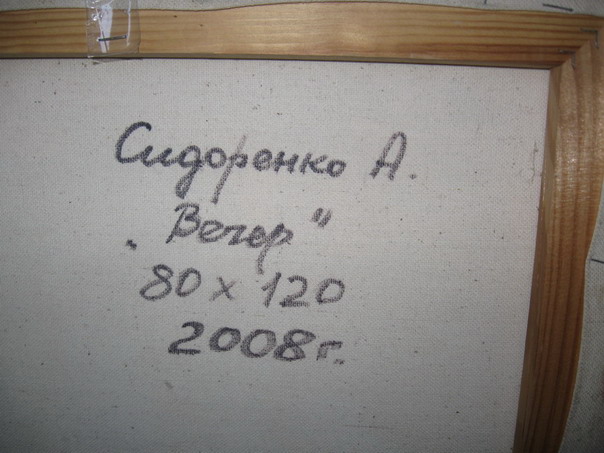 Сидоренко А.
„Вечер"
80 x 120
2008г.